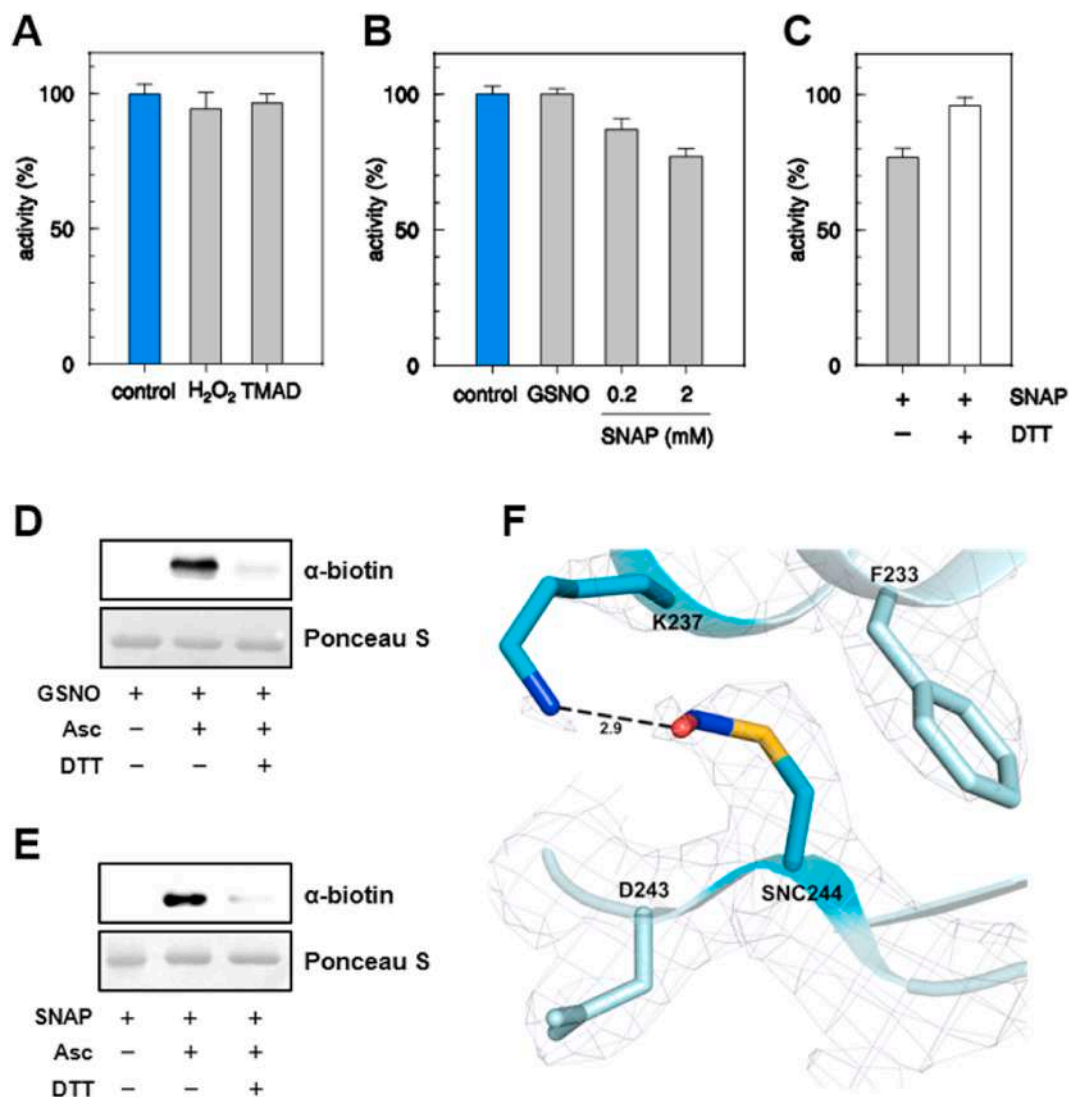 A
activity (%)
100
50
0
control H₂O₂ TMAD
B
activity (%)
100
50
0
control GSNO 0.2 2
SNAP (mM)
C
activity (%)
100
50
0
+ + SNAP
− + DTT
D
α-biotin
Ponceau S
GSNO + + +
Asc − + +
DTT − − +
E
α-biotin
Ponceau S
SNAP + + +
Asc − + +
DTT − − +
F
F233
K237
2.9
D243
SNC244